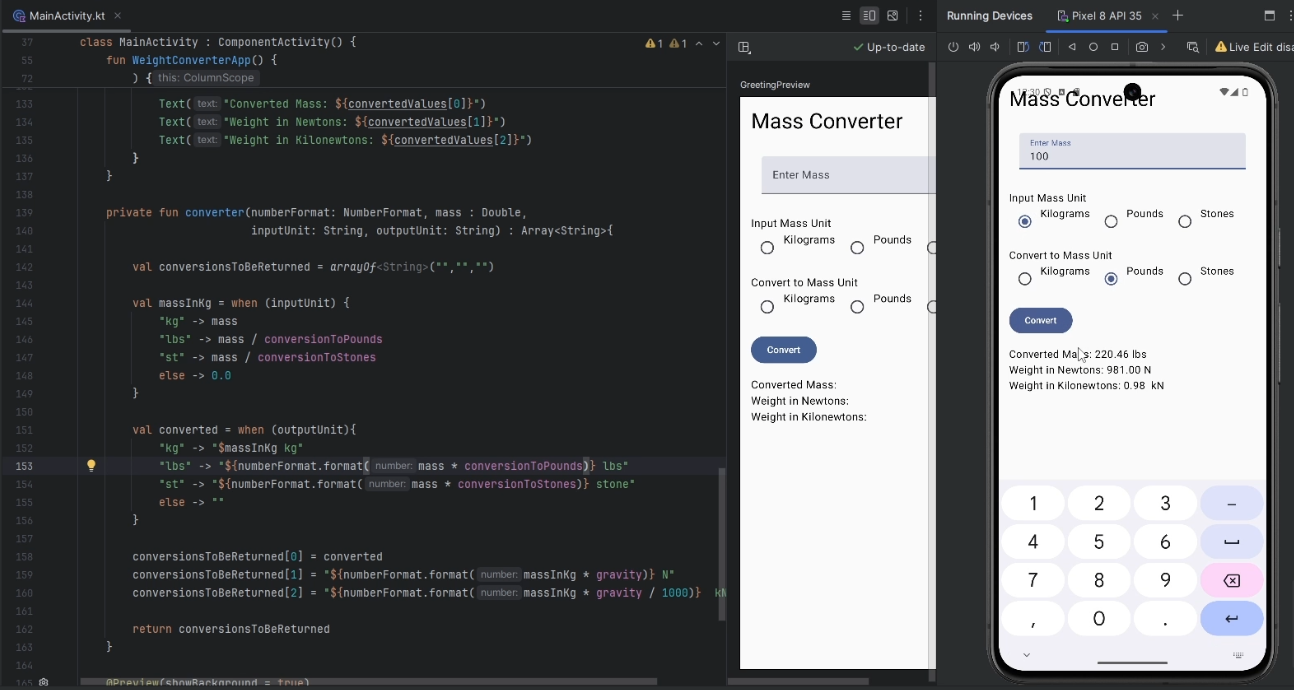 MainActivity.kt
37 class MainActivity : ComponentActivity() {
1 1
55 fun WeightConverterApp() {
72 ) { this: ColumnScope
133 Text( text: "Converted Mass: ${convertedValues[0]}")
134 Text( text: "Weight in Newtons: ${convertedValues[1]}")
135 Text( text: "Weight in Kilonewtons: ${convertedValues[2]}")
136 }
137 }
138
139 private fun converter(numberFormat: NumberFormat, mass : Double,
140 inputUnit: String, outputUnit: String) : Array<String>{
141
142 val conversionsToBeReturned = arrayOf<String>("","","")
143
144 val massInKg = when (inputUnit) {
145 "kg" -> mass
146 "lbs" -> mass / conversionToPounds
147 "st" -> mass / conversionToStones
148 else -> 0.0
149 }
150
151 val converted = when (outputUnit){
152 "kg" -> "$massInKg kg"
153 "lbs" -> "${numberFormat.format( number: mass * conversionToPounds)} lbs"
154 "st" -> "${numberFormat.format( number: mass * conversionToStones)} stone"
155 else -> ""
156 }
157
158 conversionsToBeReturned[0] = converted
159 conversionsToBeReturned[1] = "${numberFormat.format( number: massInKg * gravity)} N"
160 conversionsToBeReturned[2] = "${numberFormat.format( number: massInKg * gravity / 1000)} kN
161
162 return conversionsToBeReturned
163 }
164
165 @Preview(showBackground = true)
Up-to-date
GreetingPreview
Mass Converter
Enter Mass
Input Mass Unit
Kilograms Pounds
Convert to Mass Unit
Kilograms Pounds
Convert
Converted Mass:
Weight in Newtons:
Weight in Kilonewtons:
Running Devices Pixel 8 API 35
Live Edit disa
Mass Converter
Enter Mass
100
Input Mass Unit
Kilograms Pounds Stones
Convert to Mass Unit
Kilograms Pounds Stones
Convert
Converted Mass: 220.46 lbs
Weight in Newtons: 981.00 N
Weight in Kilonewtons: 0.98 kN
1 2 3 –
4 5 6
7 8 9
, 0 .